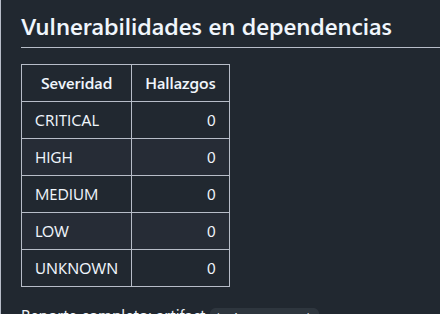 Vulnerabilidades en dependencias
Severidad Hallazgos
CRITICAL 0
HIGH 0
MEDIUM 0
LOW 0
UNKNOWN 0
Reporte completo: artifact